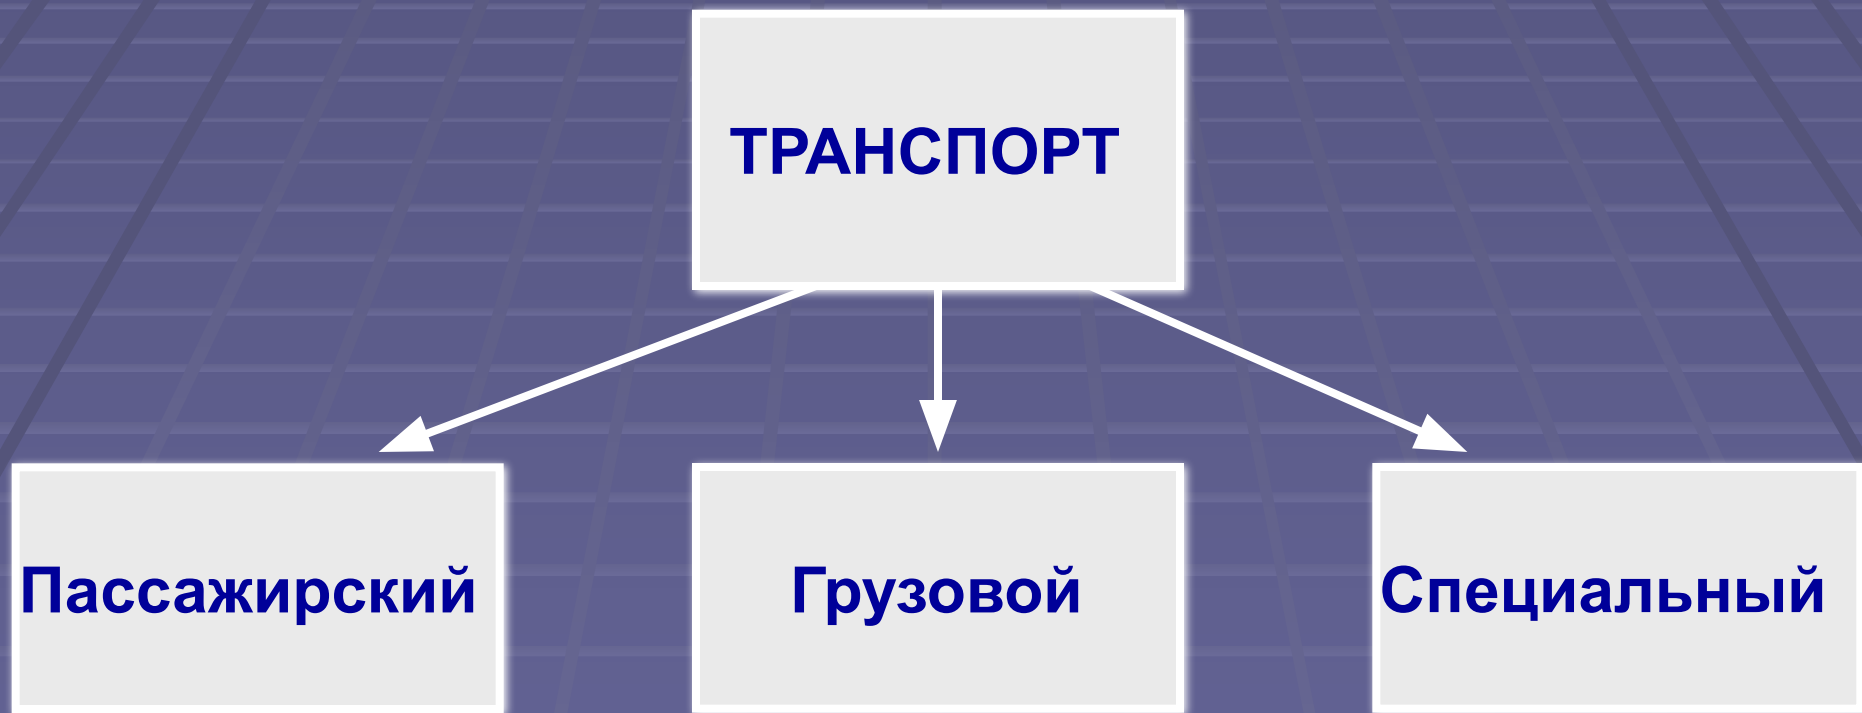 ТРАНСПОРТ
Пассажирский
Грузовой
Специальный